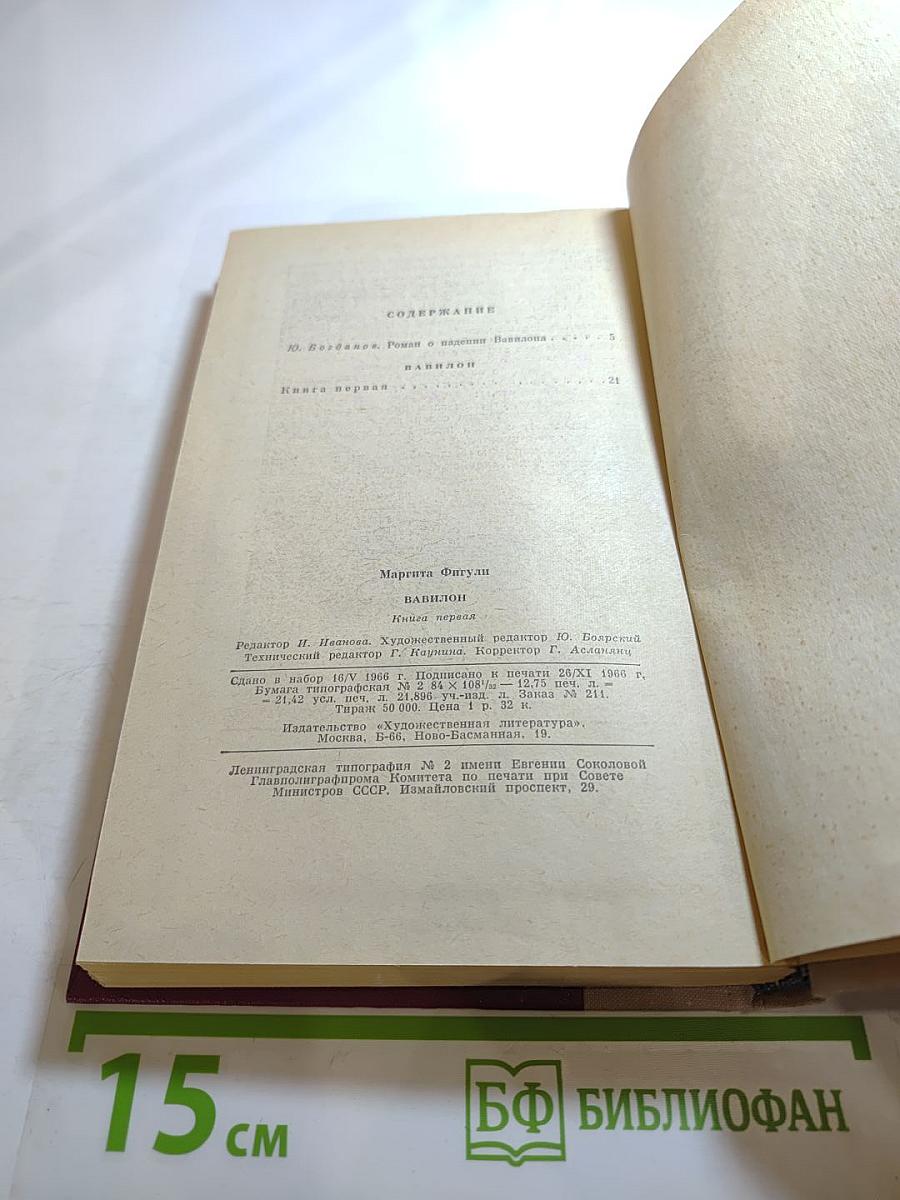 СОДЕРЖАНИЕ
Ю. Богданов. Роман о падении Вавилона . . . . 5
ВАВИЛОН
Книга первая . . . . . . . . . . . . . . . . 21
Маргита Фигули
ВАВИЛОН
Книга первая
Редактор И. Иванова. Художественный редактор Ю. Боярский
Технический редактор Г. Каунина. Корректор Г. Асланянц
Сдано в набор 16/V 1966 г. Подписано к печати 26/XI 1966 г.
Бумага типографская № 2 84 × 108¹/₃₂ — 12,75 печ. л. =
= 21,42 усл. печ. л. 21,896 уч.-изд. л. Заказ № 211.
Тираж 50 000. Цена 1 р. 32 к.
Издательство «Художественная литература».
Москва, Б-66, Ново-Басманная, 19.
Ленинградская типография № 2 имени Евгении Соколовой
Главполиграфпрома Комитета по печати при Совете
Министров СССР. Измайловский проспект, 29.
15 см
БФ БИБЛИОФАН